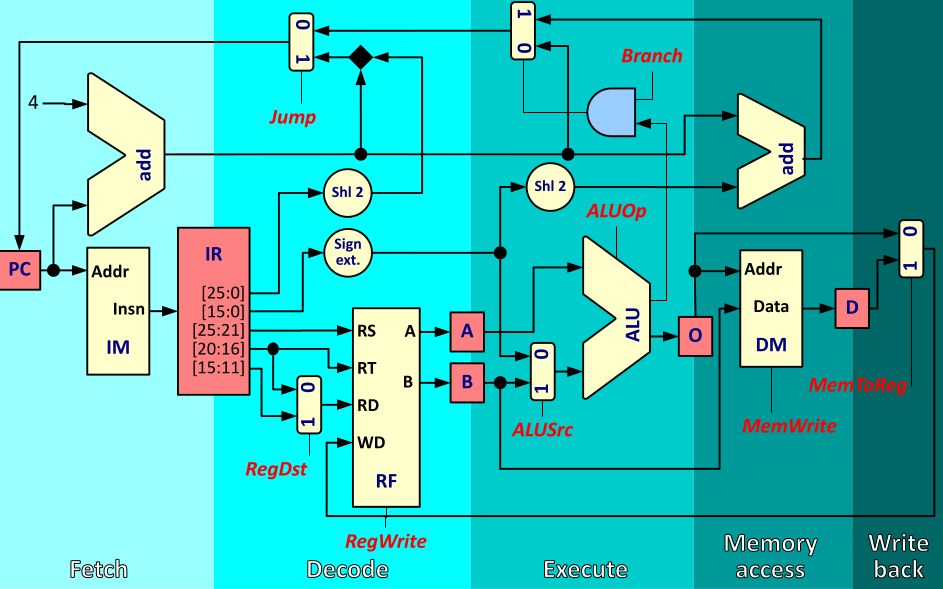 0
1
1
0
Branch
Jump
4
add
add
Shl 2
Shl 2
ALUOp
Sign
ext.
PC
Addr
Insn
IM
IR
[25:0]
[15:0]
[25:21]
[20:16]
[15:11]
0
1
RegDst
RS
RT
RD
WD
A
B
RF
RegWrite
A
B
0
1
ALUSrc
ALU
O
Addr
Data
DM
MemWrite
D
0
1
MemToReg
Fetch
Decode
Execute
Memory
access
Write
back